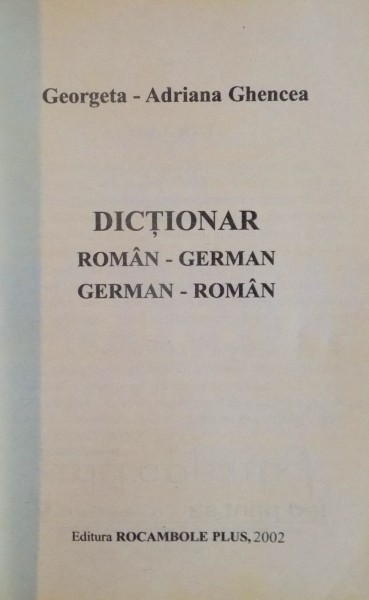 Georgeta - Adriana Ghencea
DICȚIONAR
ROMÂN - GERMAN
GERMAN - ROMÂN
Editura ROCAMBOLE PLUS, 2002